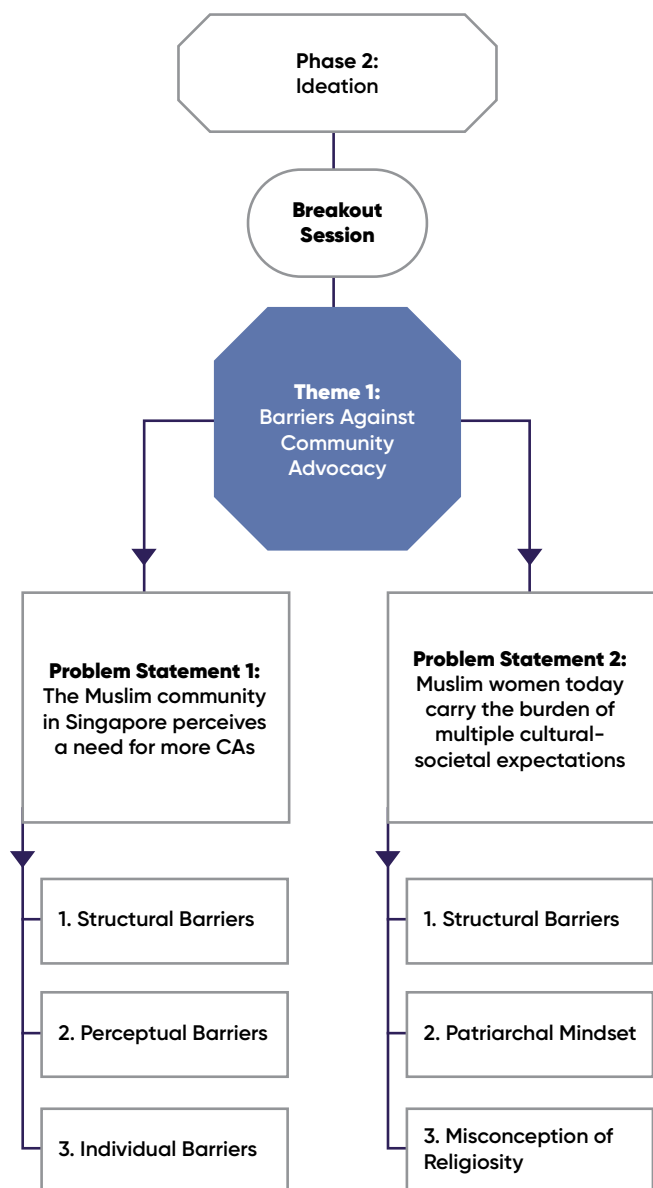 Phase 2:
Ideation
Breakout
Session
Theme 1:
Barriers Against
Community
Advocacy
Problem Statement 1:
The Muslim community
in Singapore perceives
a need for more CAs
Problem Statement 2:
Muslim women today
carry the burden of
multiple cultural-
societal expectations
1. Structural Barriers
2. Perceptual Barriers
3. Individual Barriers
1. Structural Barriers
2. Patriarchal Mindset
3. Misconception of
Religiosity